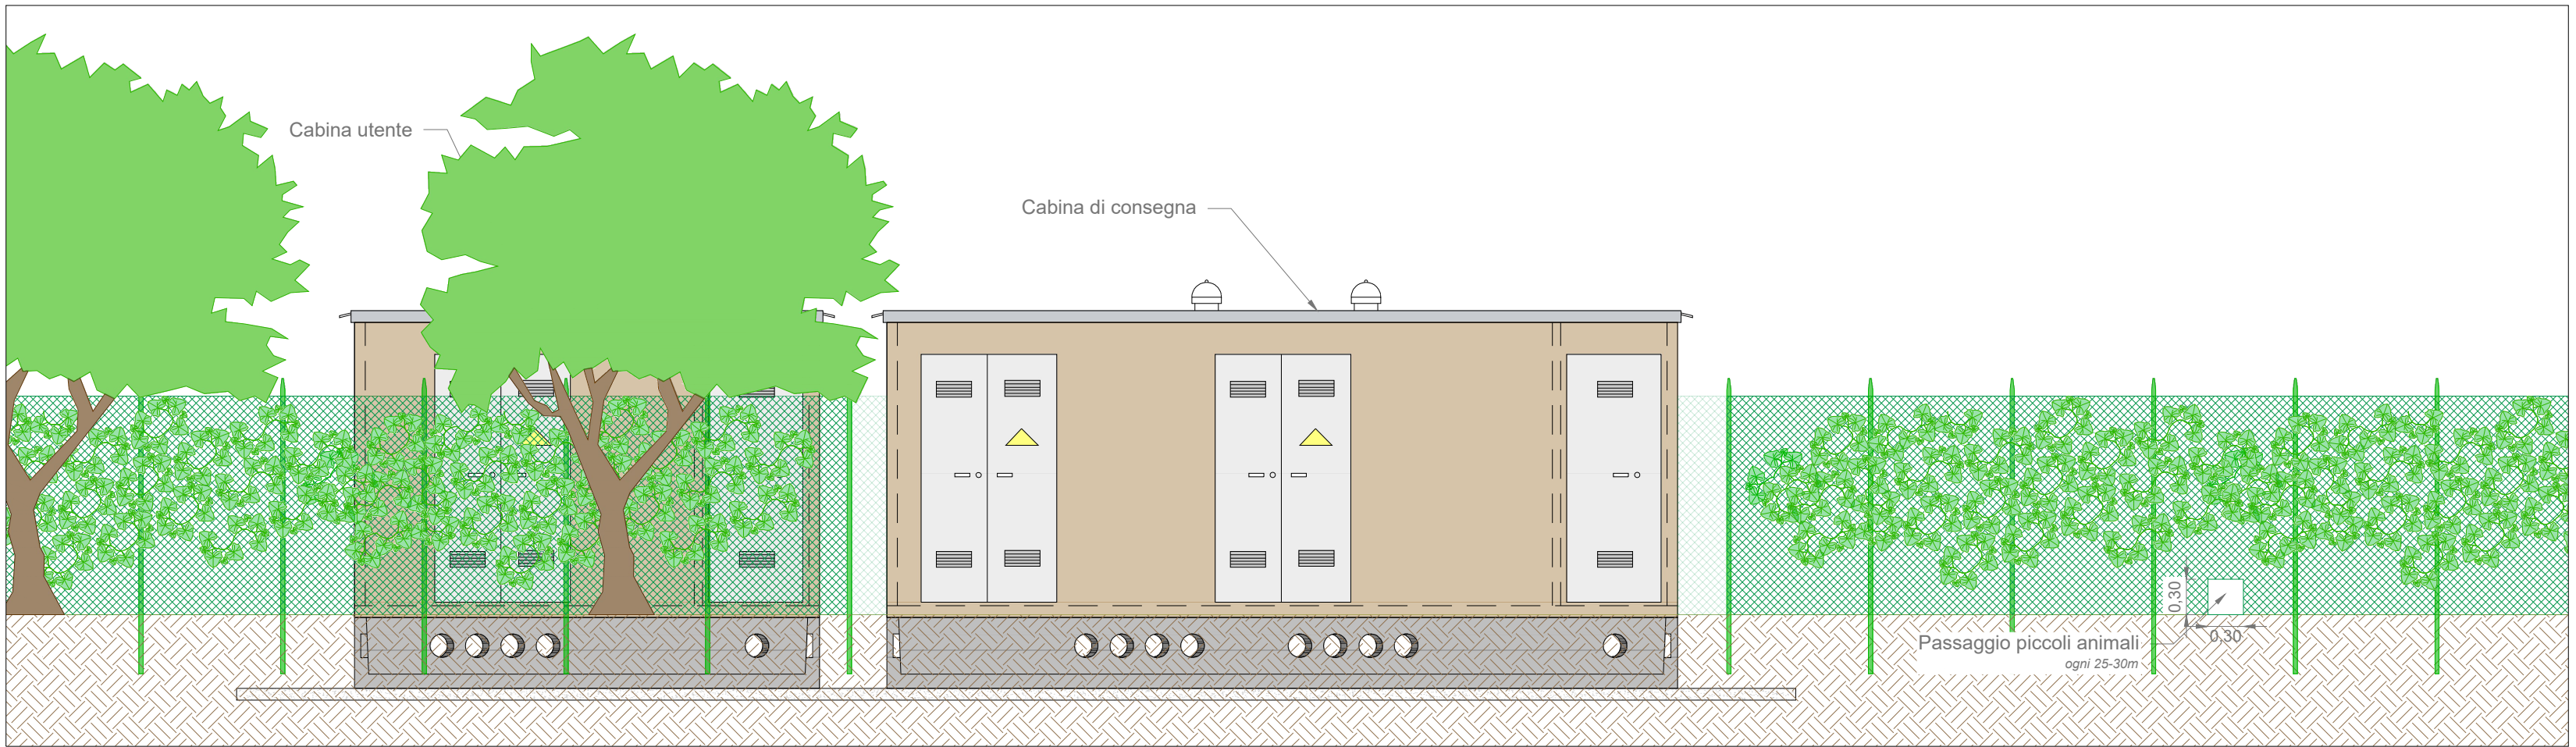 Cabina utente
Cabina di consegna
0,30
0,30
Passaggio piccoli animali
ogni 25-30m